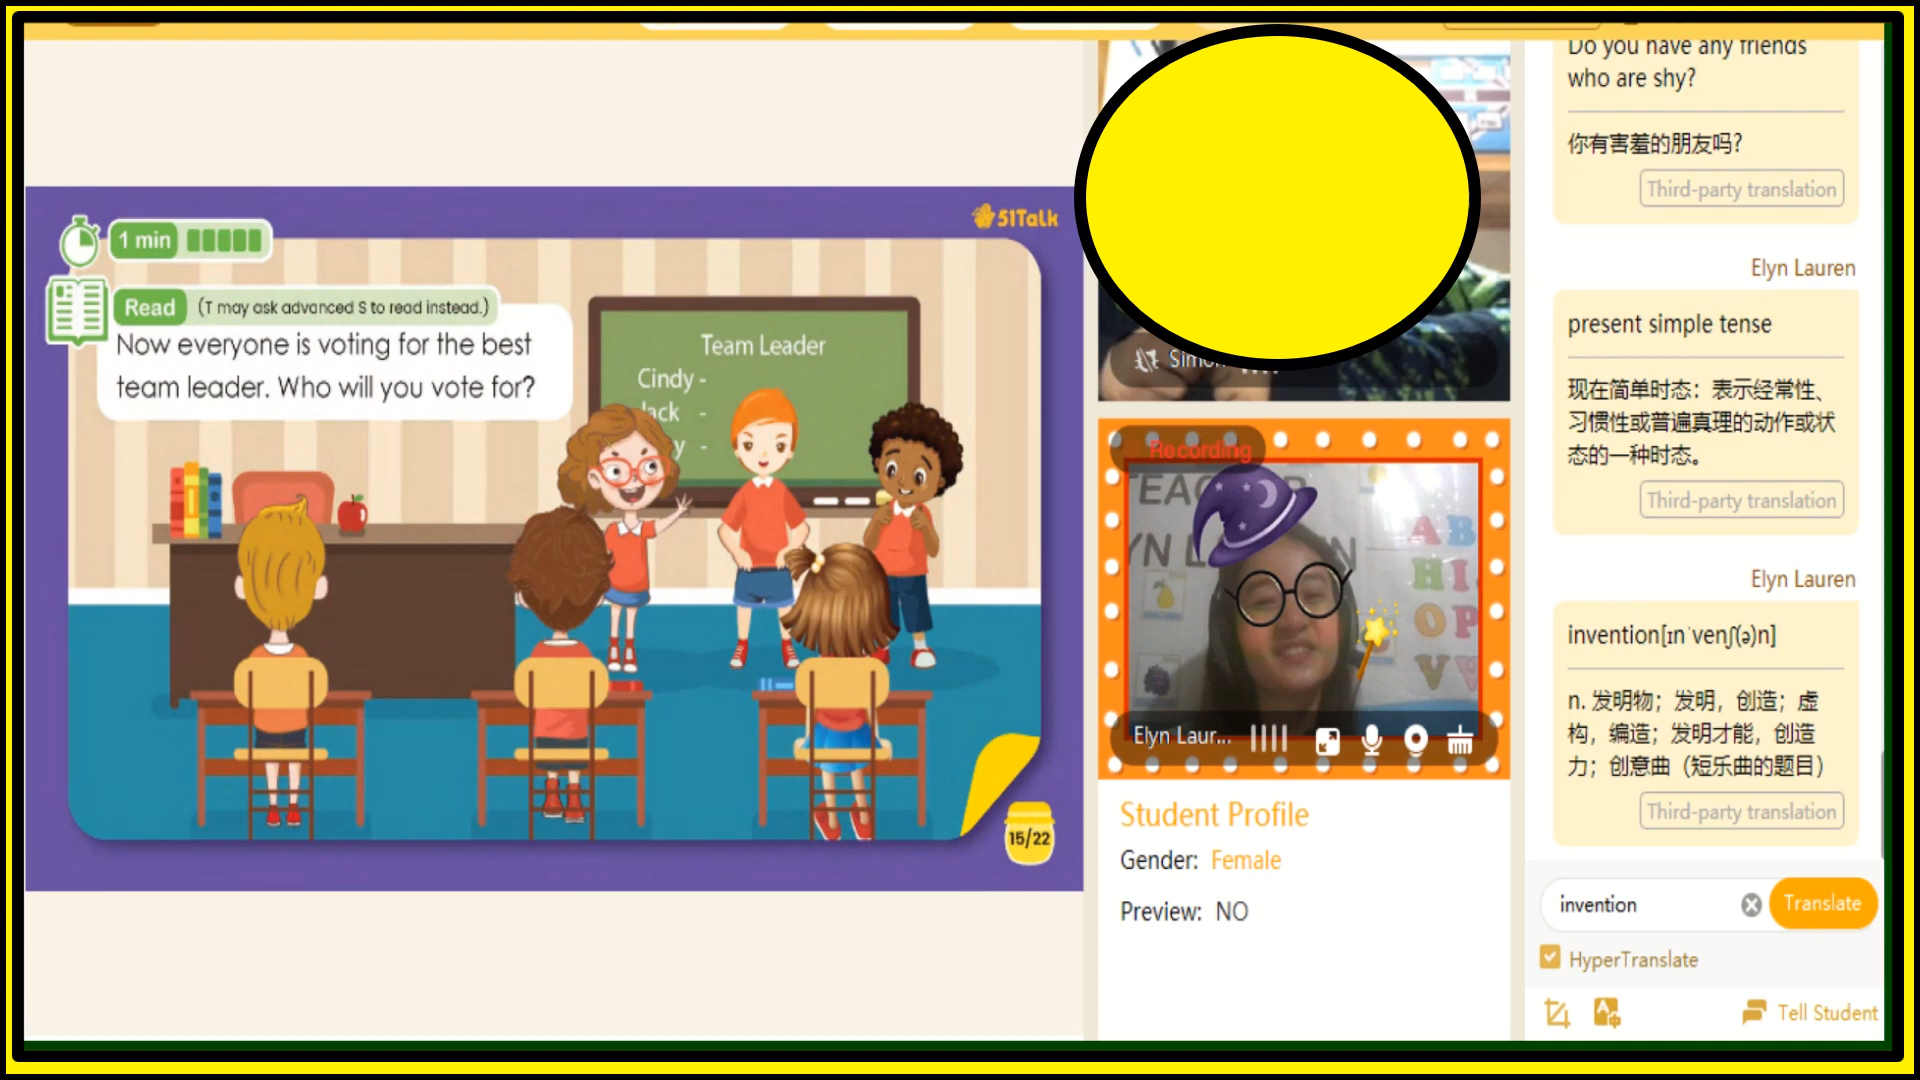 51Talk
1 min
Read (T may ask advanced S to read instead.)
Now everyone is voting for the best
team leader. Who will you vote for?
Team Leader
Cindy -
Jack -
y -
15/22
Recording
Elyn Laur...
Student Profile
Gender: Female
Preview: NO
Do you have any friends
who are shy?
你有害羞的朋友吗?
Third-party translation
Elyn Lauren
present simple tense
现在简单时态：表示经常性、
习惯性或普遍真理的动作或状
态的一种时态。
Third-party translation
Elyn Lauren
invention[ɪnˈvenʃ(ə)n]
n. 发明物；发明，创造；虚
构，编造；发明才能，创造
力；创意曲（短乐曲的题目）
Third-party translation
invention
Translate
HyperTranslate
Tell Student